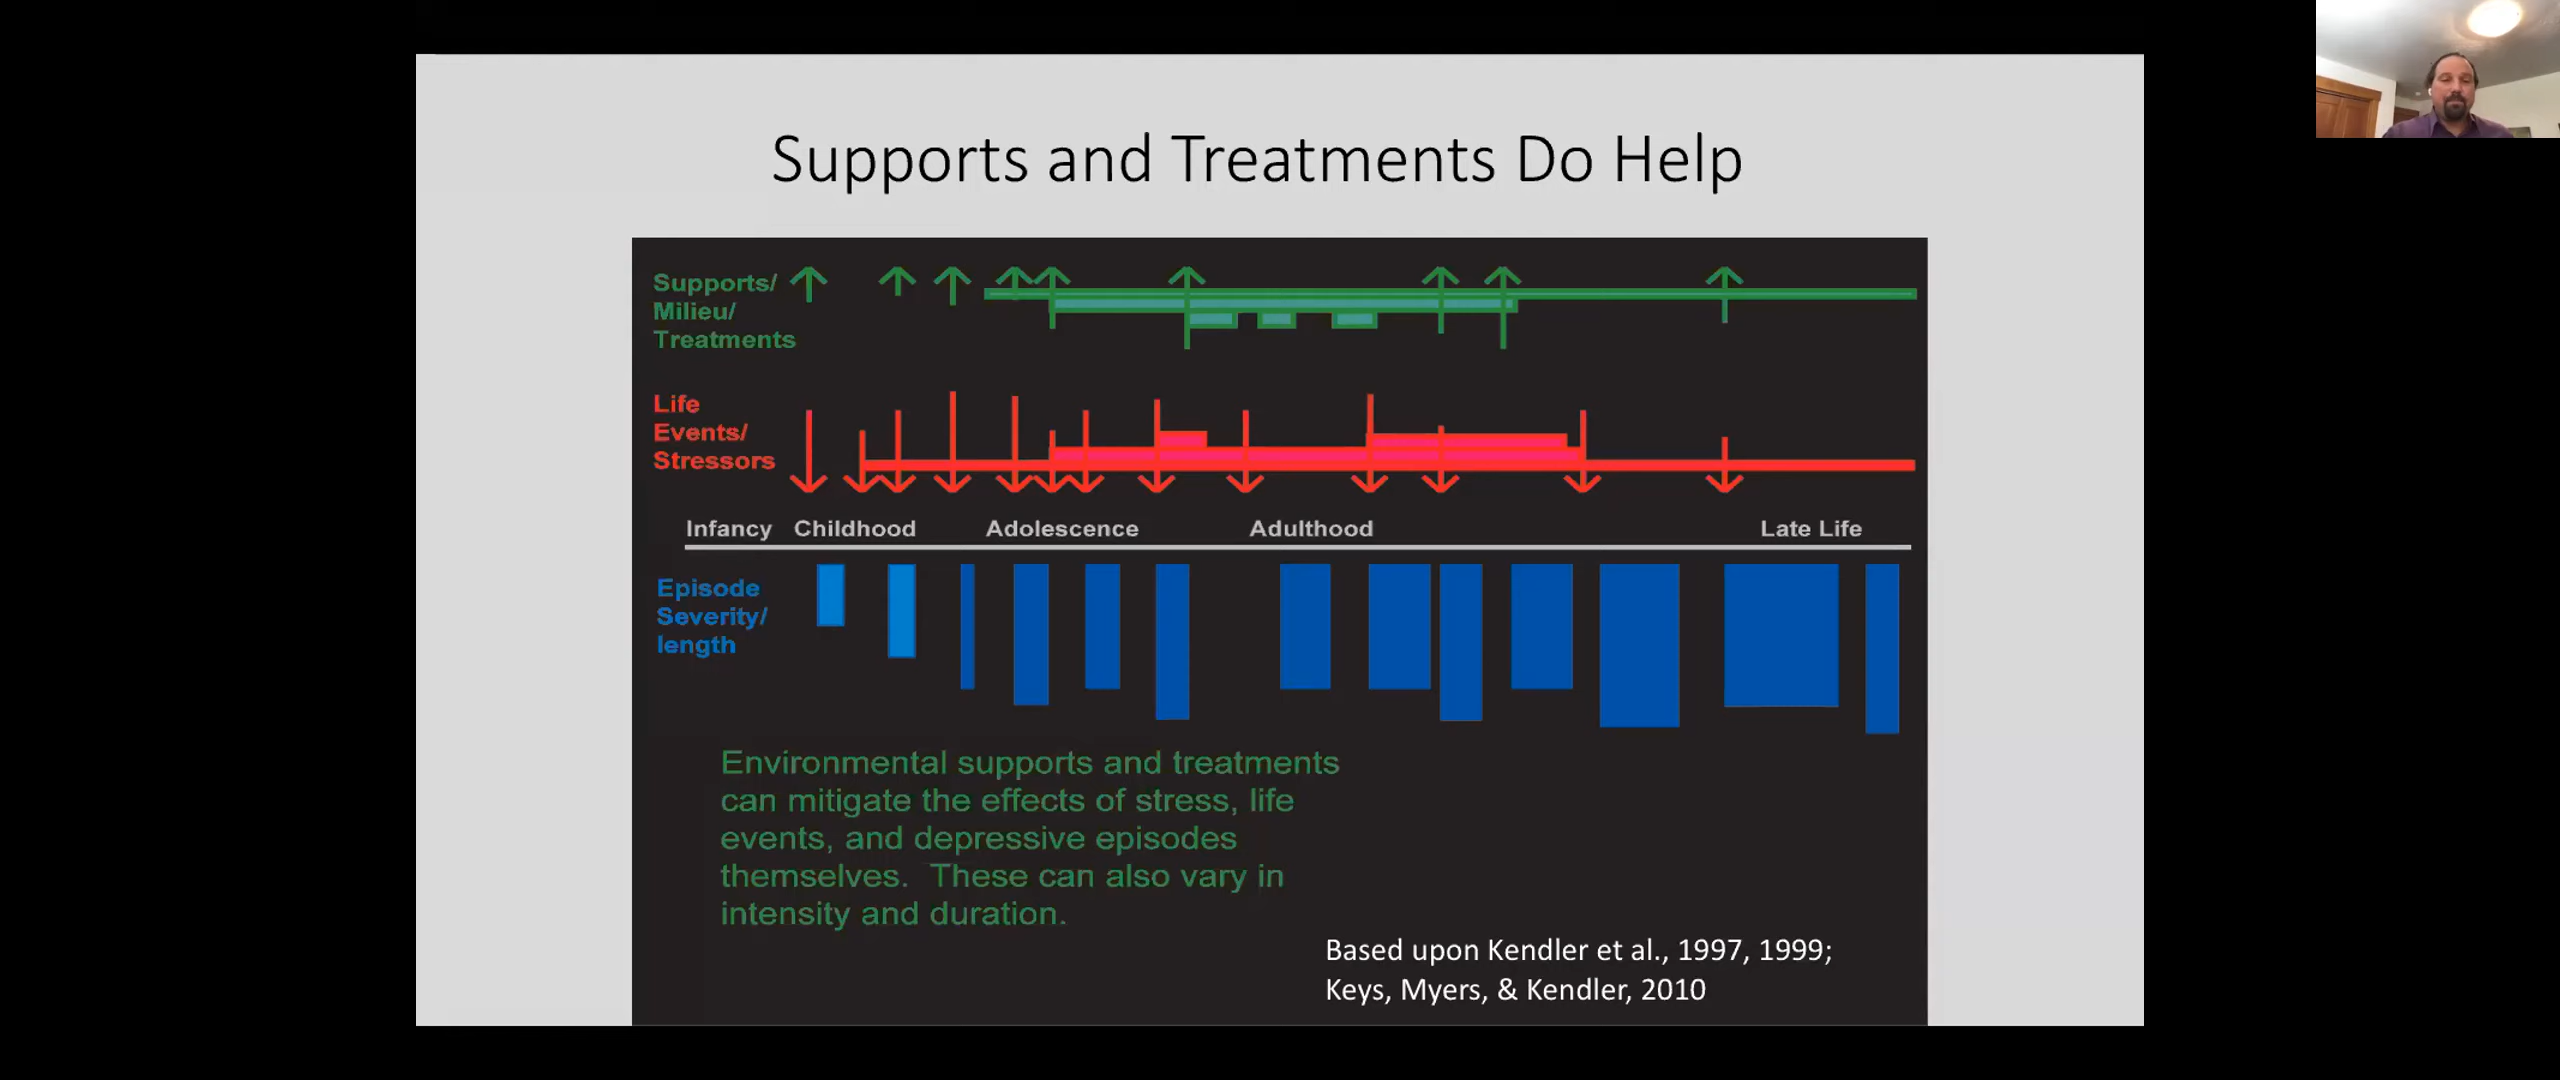 Supports and Treatments Do Help
Supports/
Milieu/
Treatments
Life
Events/
Stressors
Infancy Childhood Adolescence Adulthood Late Life
Episode
Severity/
length
Environmental supports and treatments
can mitigate the effects of stress, life
events, and depressive episodes
themselves. These can also vary in
intensity and duration.
Based upon Kendler et al., 1997, 1999;
Keys, Myers, & Kendler, 2010